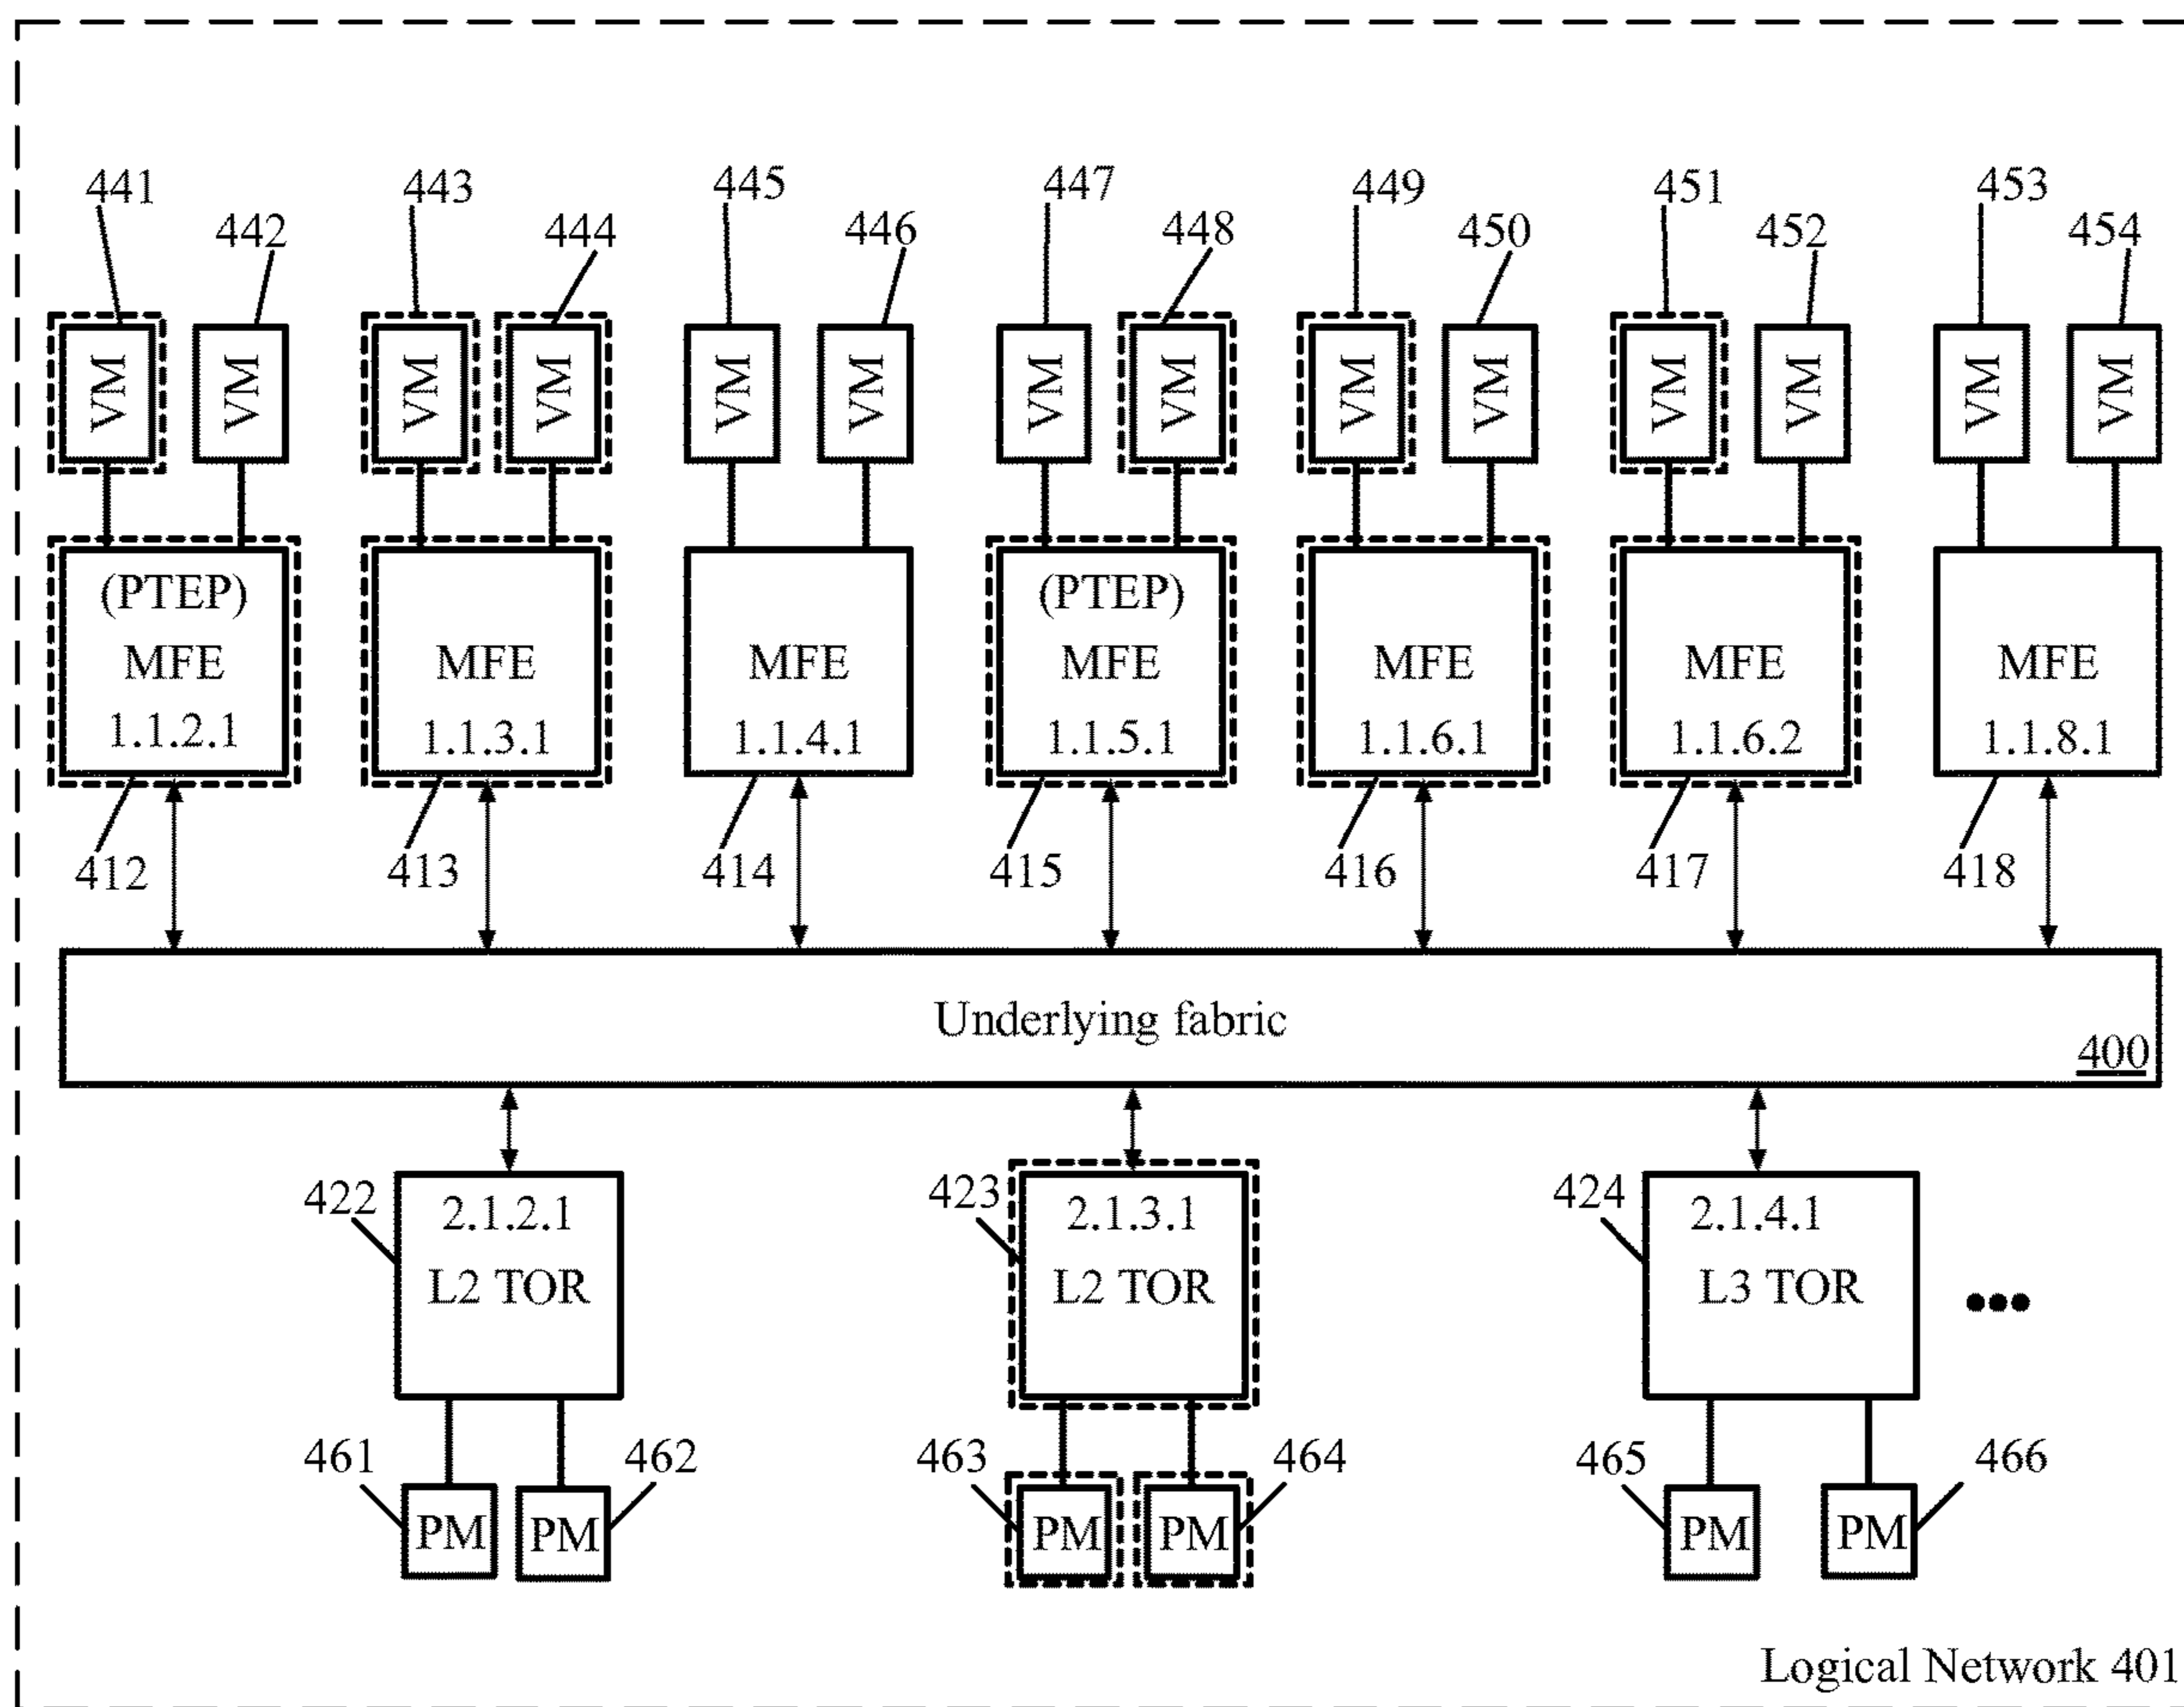 441 443 445 447 449 451 453
442 444 446 448 450 452 454
VM VM VM VM VM VM VM VM VM VM VM VM VM VM
(PTEP) (PTEP)
MFE MFE MFE MFE MFE MFE MFE
1.1.2.1 1.1.3.1 1.1.4.1 1.1.5.1 1.1.6.1 1.1.6.2 1.1.8.1
412 413 414 415 416 417 418
Underlying fabric
400
422 2.1.2.1 423 2.1.3.1 424 2.1.4.1
L2 TOR L2 TOR L3 TOR
461 462 463 464 465 466
PM PM PM PM PM PM
Logical Network 401